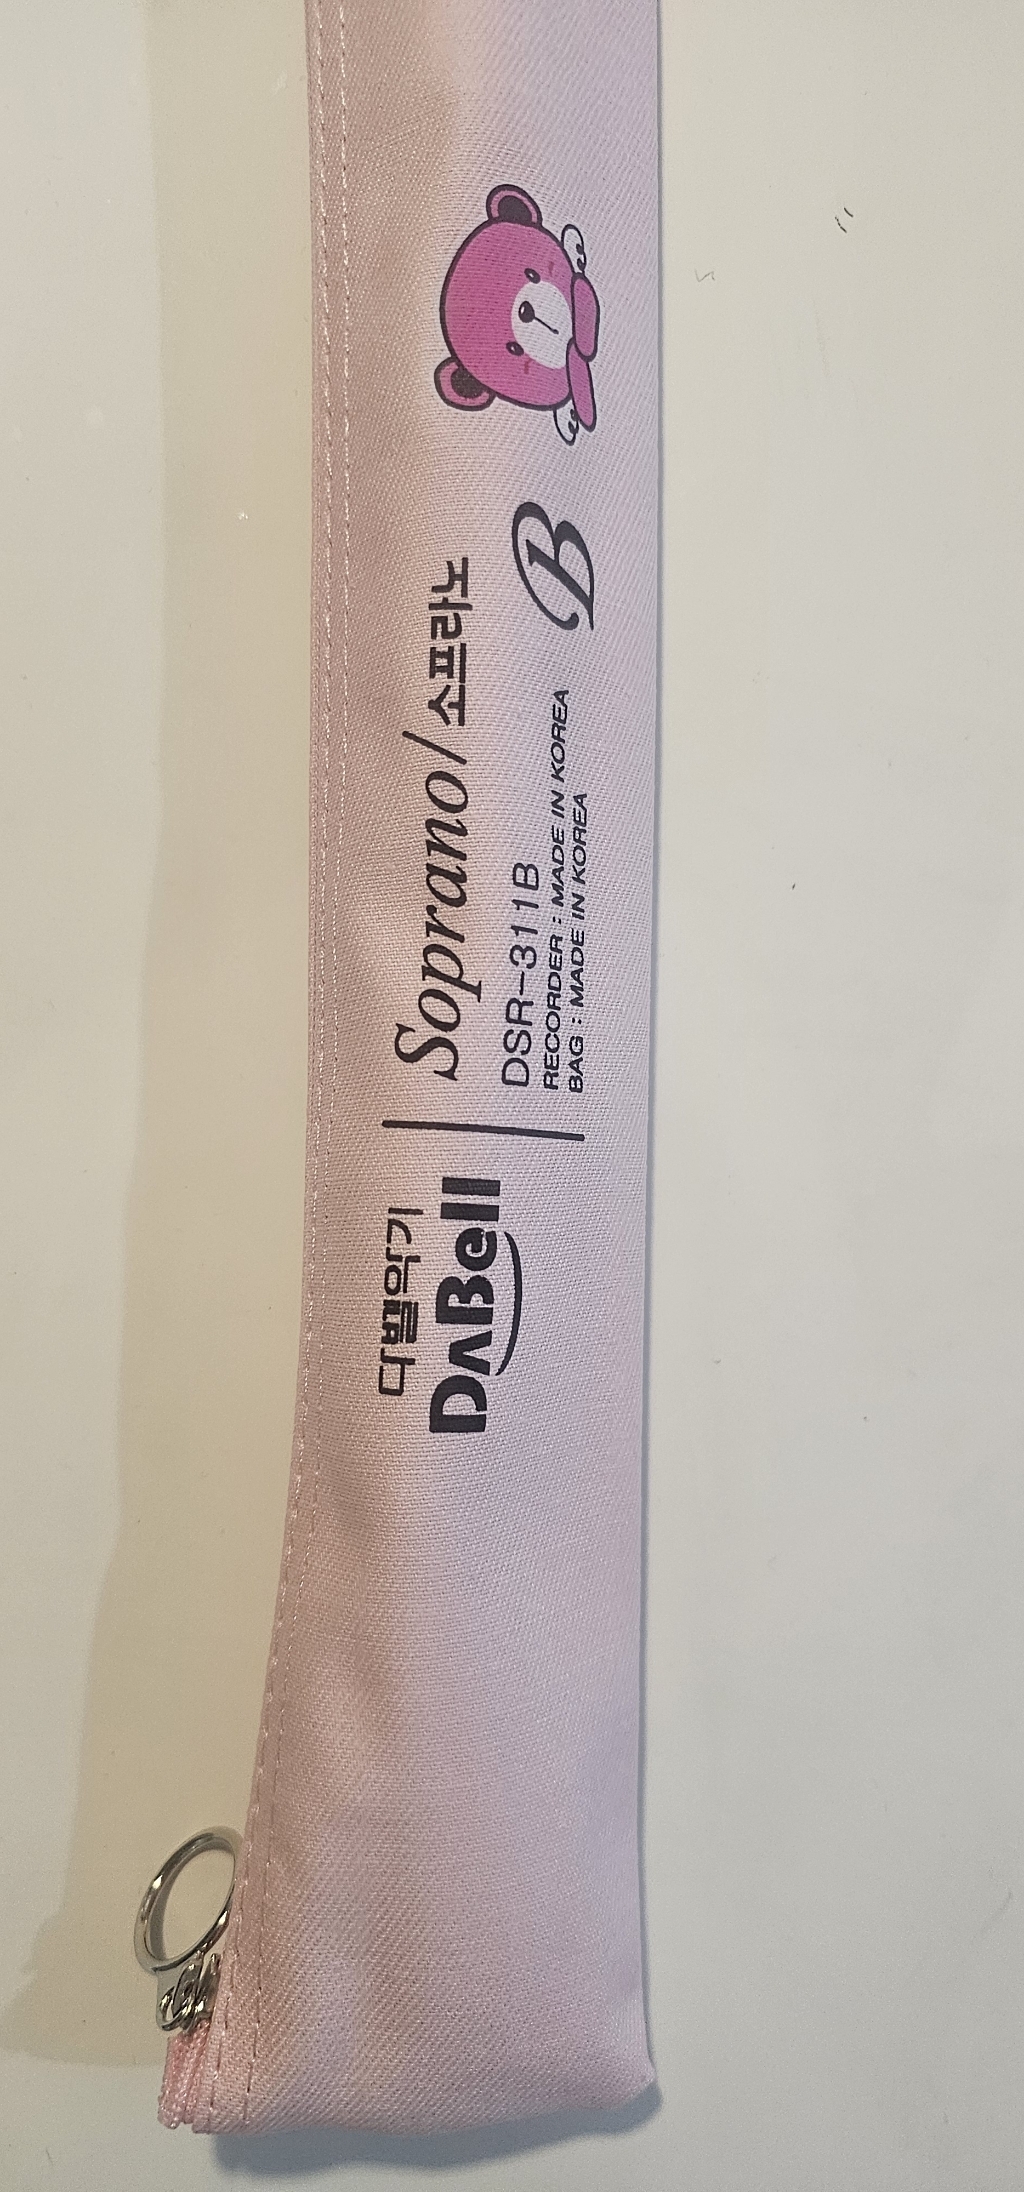 다벨악기
DABell
Soprano/소프라노
DSR-311B
RECORDER : MADE IN KOREA
BAG : MADE IN KOREA
B